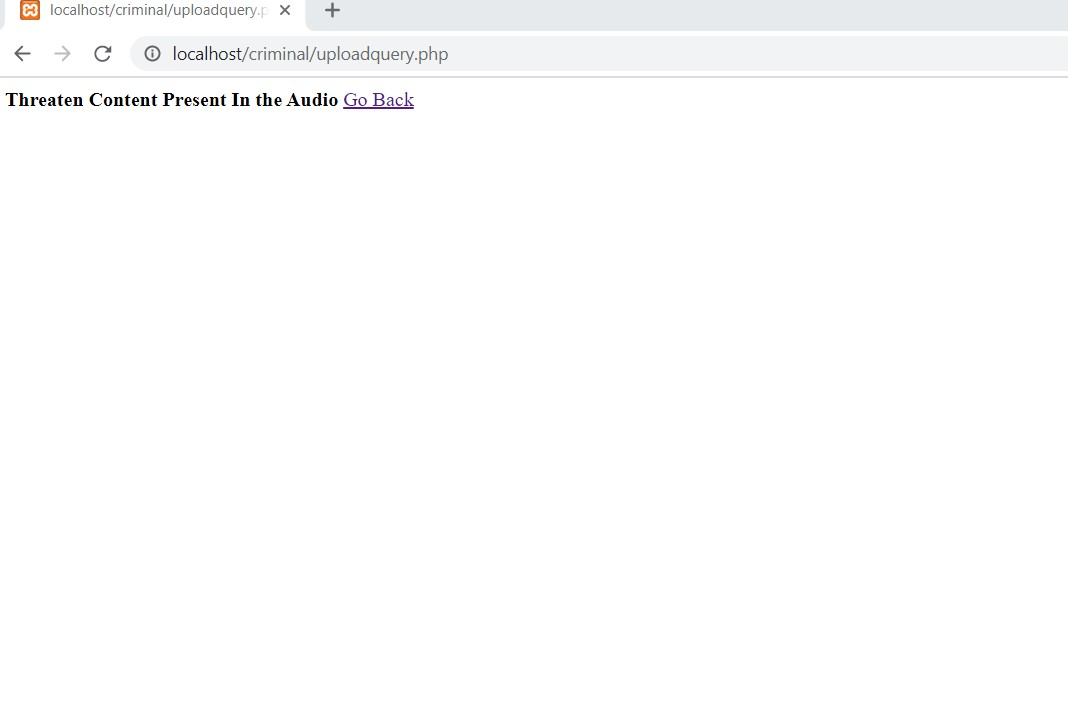 localhost/criminal/uploadquery.p
localhost/criminal/uploadquery.php
Threaten Content Present In the Audio Go Back